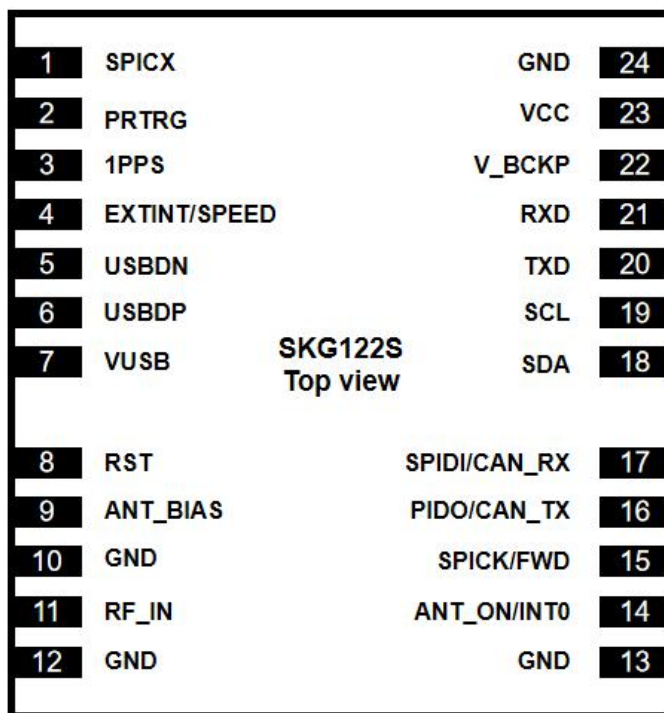 1 SPICX GND 24
2 PRTRG VCC 23
3 1PPS V_BCKP 22
4 EXTINT/SPEED RXD 21
5 USBDN TXD 20
6 USBDP SCL 19
7 VUSB SKG122S SDA 18
Top view
8 RST SPIDI/CAN_RX 17
9 ANT_BIAS PIDO/CAN_TX 16
10 GND SPICK/FWD 15
11 RF_IN ANT_ON/INT0 14
12 GND GND 13